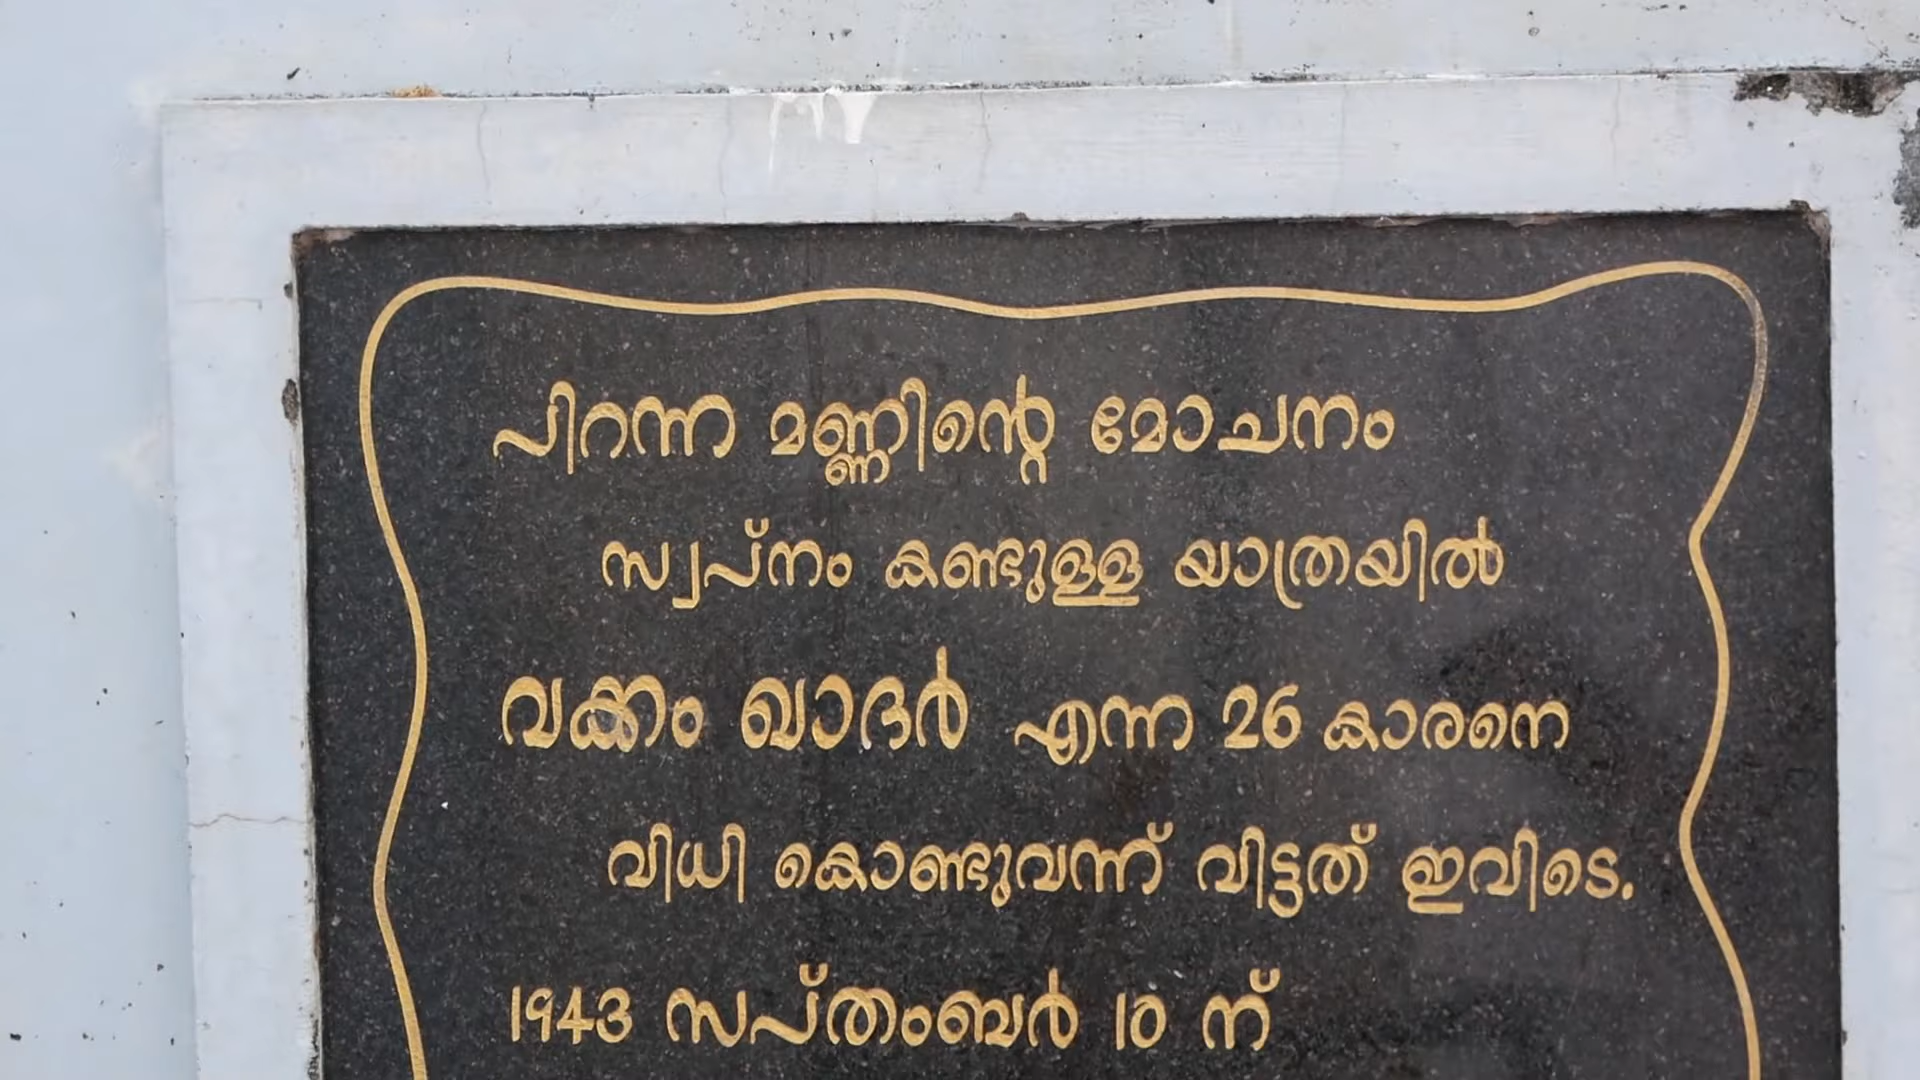 പിറന്ന മണ്ണിന്റെ മോചനം
സ്വപ്നം കണ്ടുള്ള യാത്രയിൽ
വക്കം ഖാദർ എന്ന 26 കാരനെ
വിധി കൊണ്ടുവന്ന് വിട്ടത് ഇവിടെ.
1943 സപ്തംബർ 10 ന്